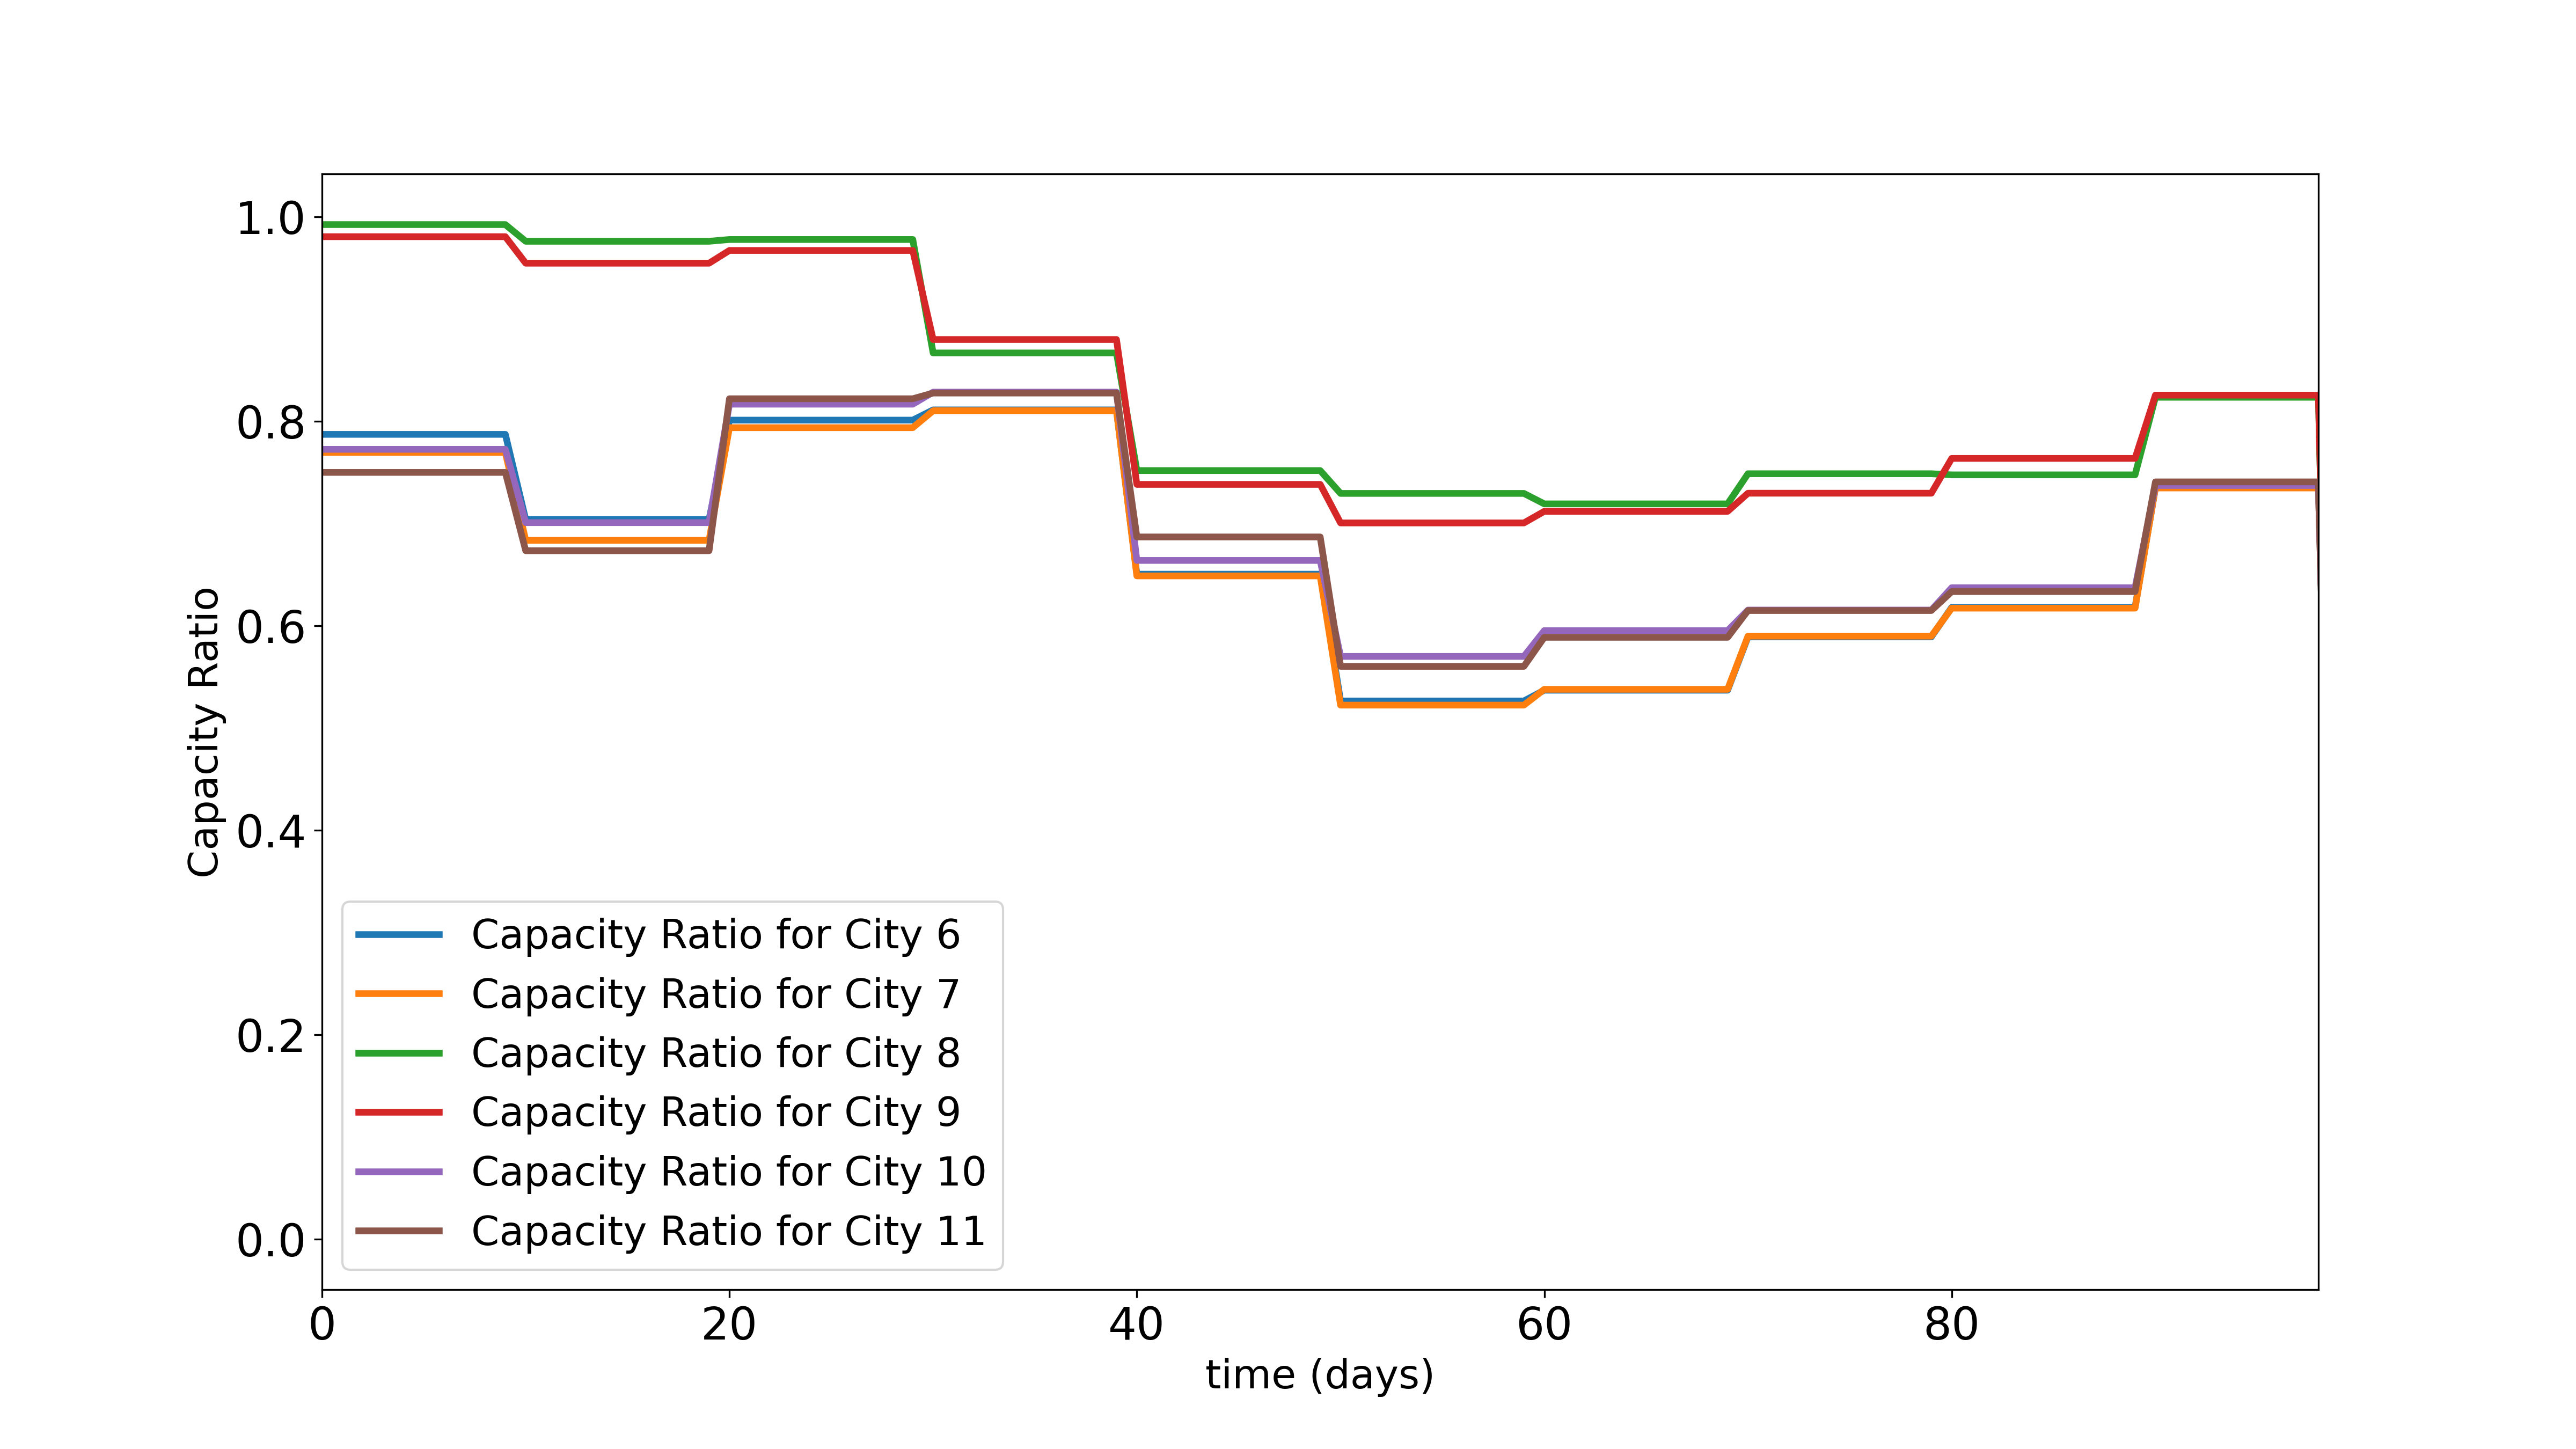 1.0
0.8
0.6
0.4
0.2
0.0
Capacity Ratio
Capacity Ratio for City 6
Capacity Ratio for City 7
Capacity Ratio for City 8
Capacity Ratio for City 9
Capacity Ratio for City 10
Capacity Ratio for City 11
0 20 40 60 80
time (days)